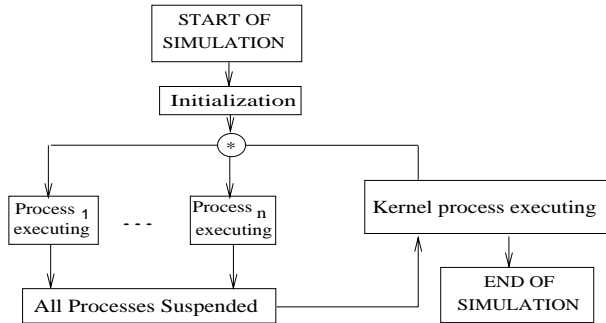 START OF
SIMULATION
Initialization
*
Process 1
executing
- - -
Process n
executing
Kernel process executing
All Processes Suspended
END OF
SIMULATION